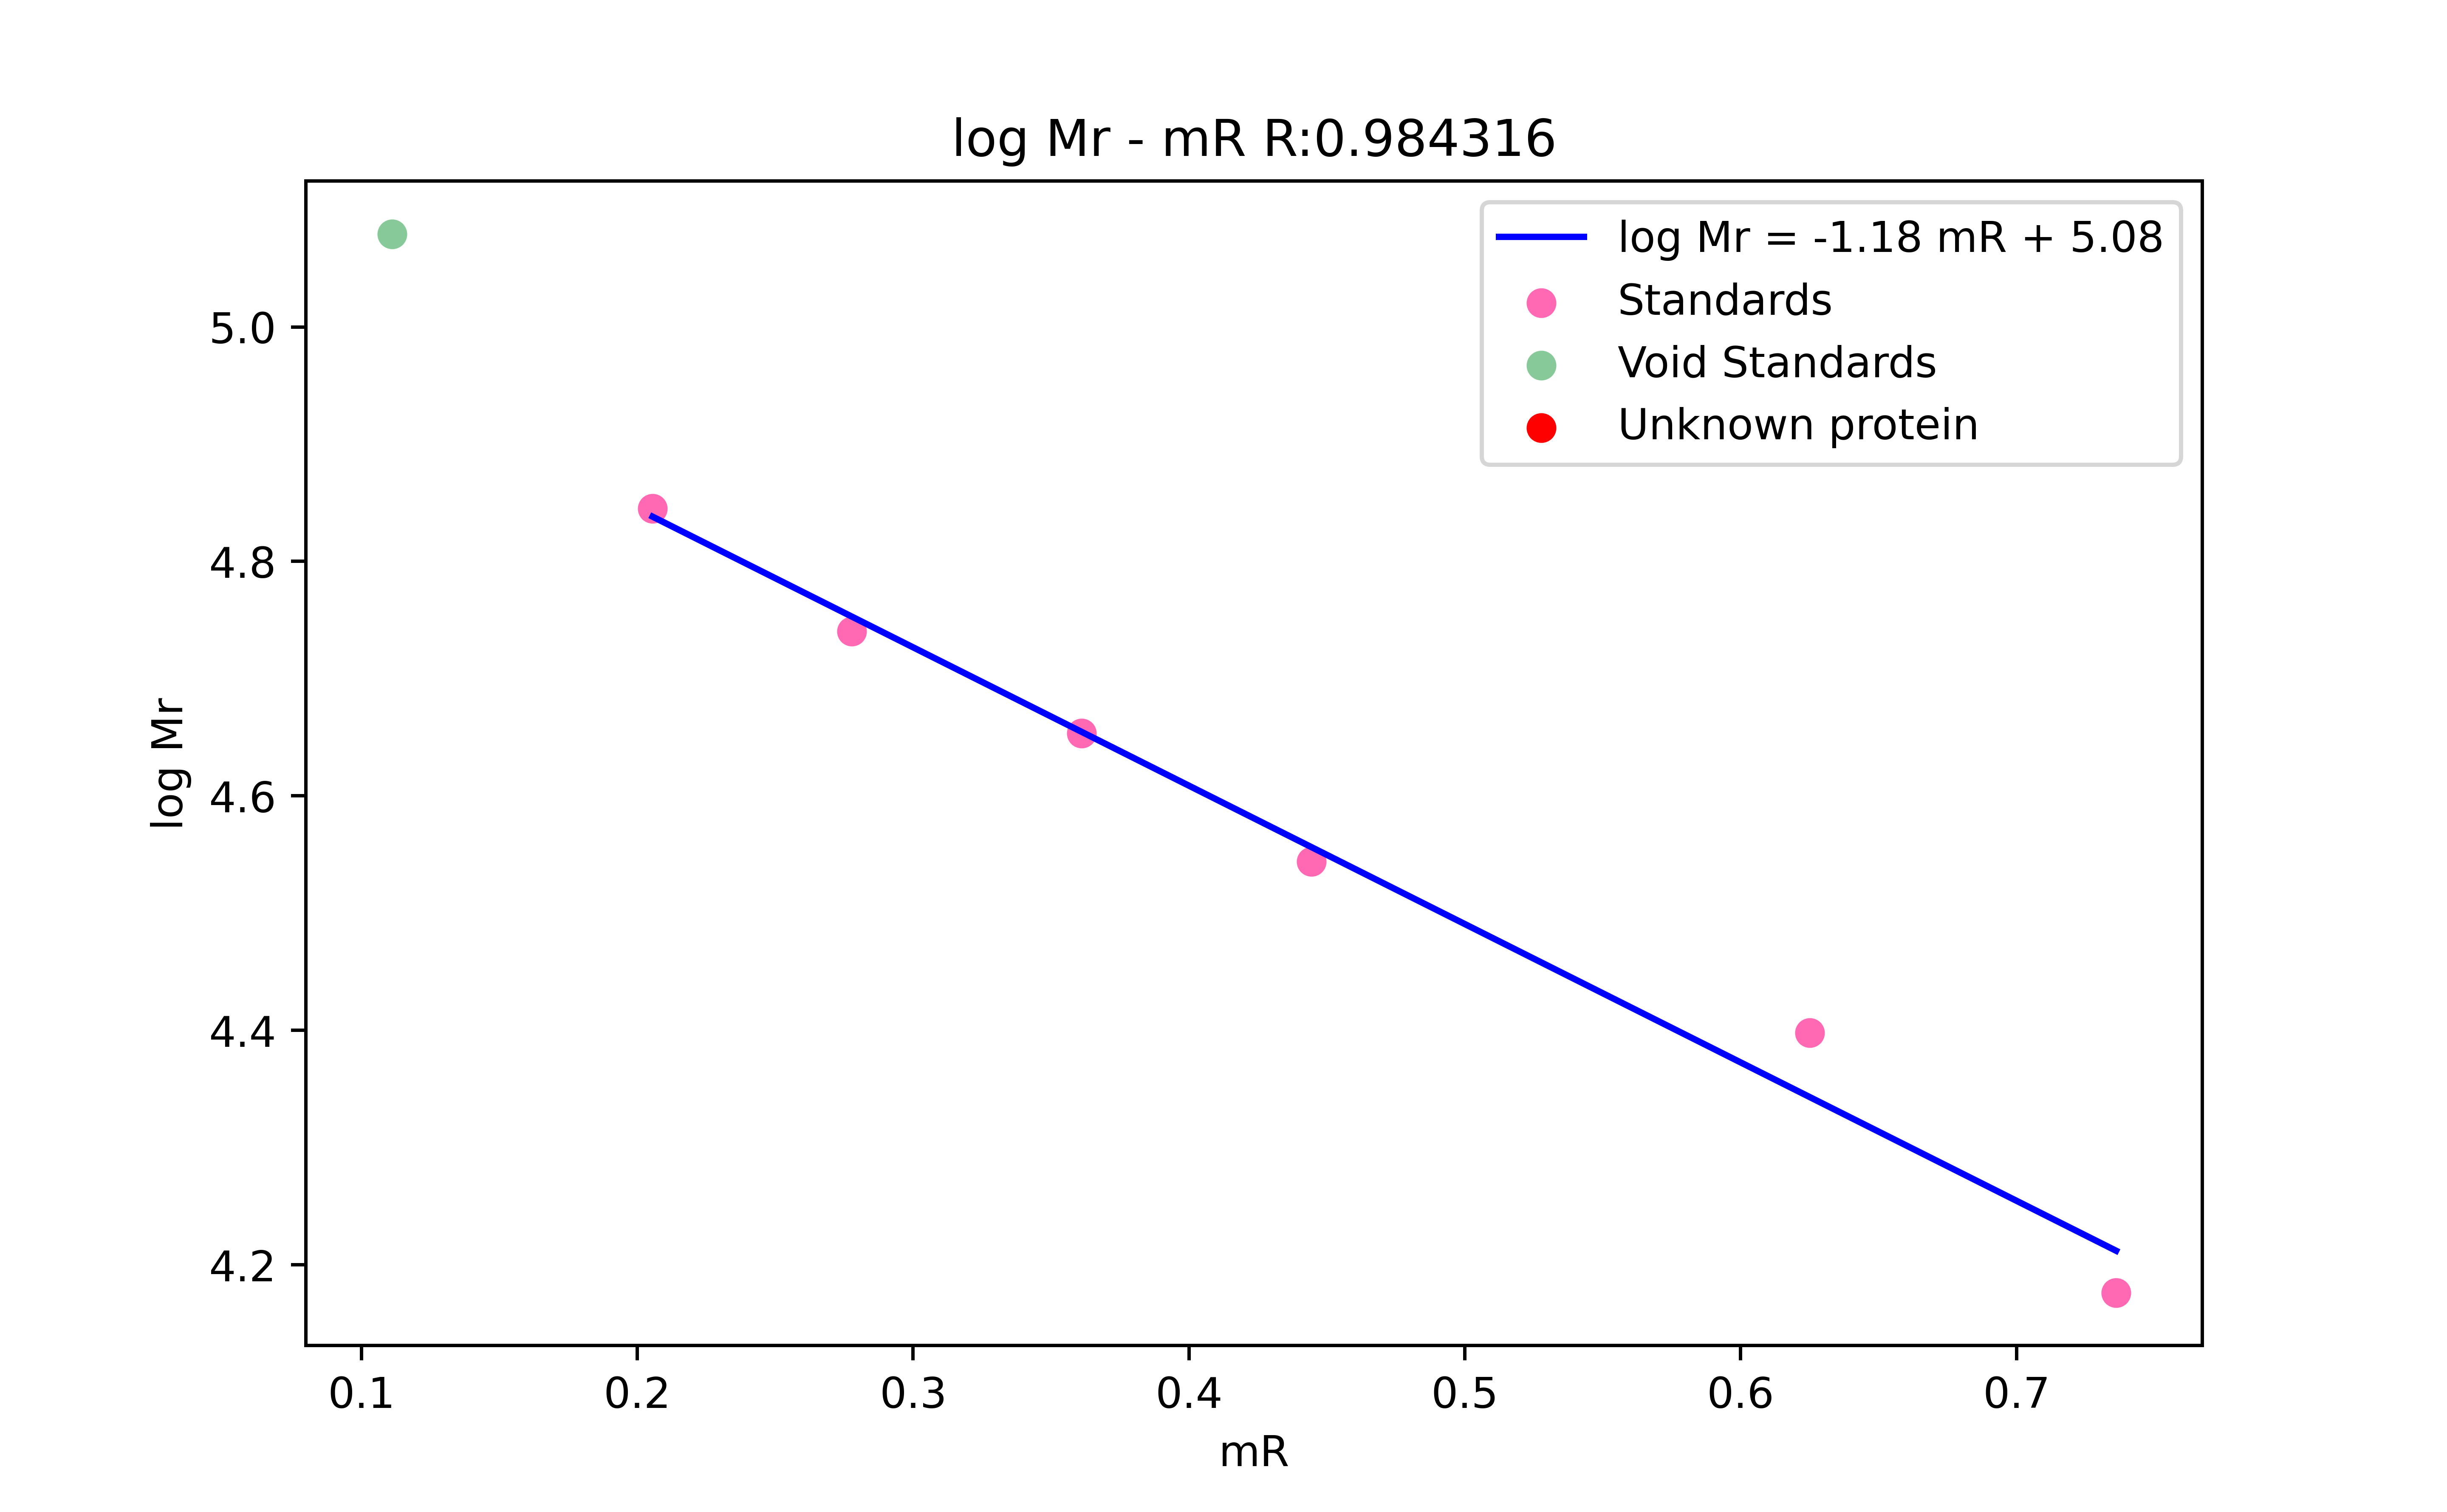 log Mr - mR R:0.984316
log Mr = -1.18 mR + 5.08
Standards
Void Standards
Unknown protein
5.0
4.8
4.6
4.4
4.2
log Mr
0.1 0.2 0.3 0.4 0.5 0.6 0.7
mR